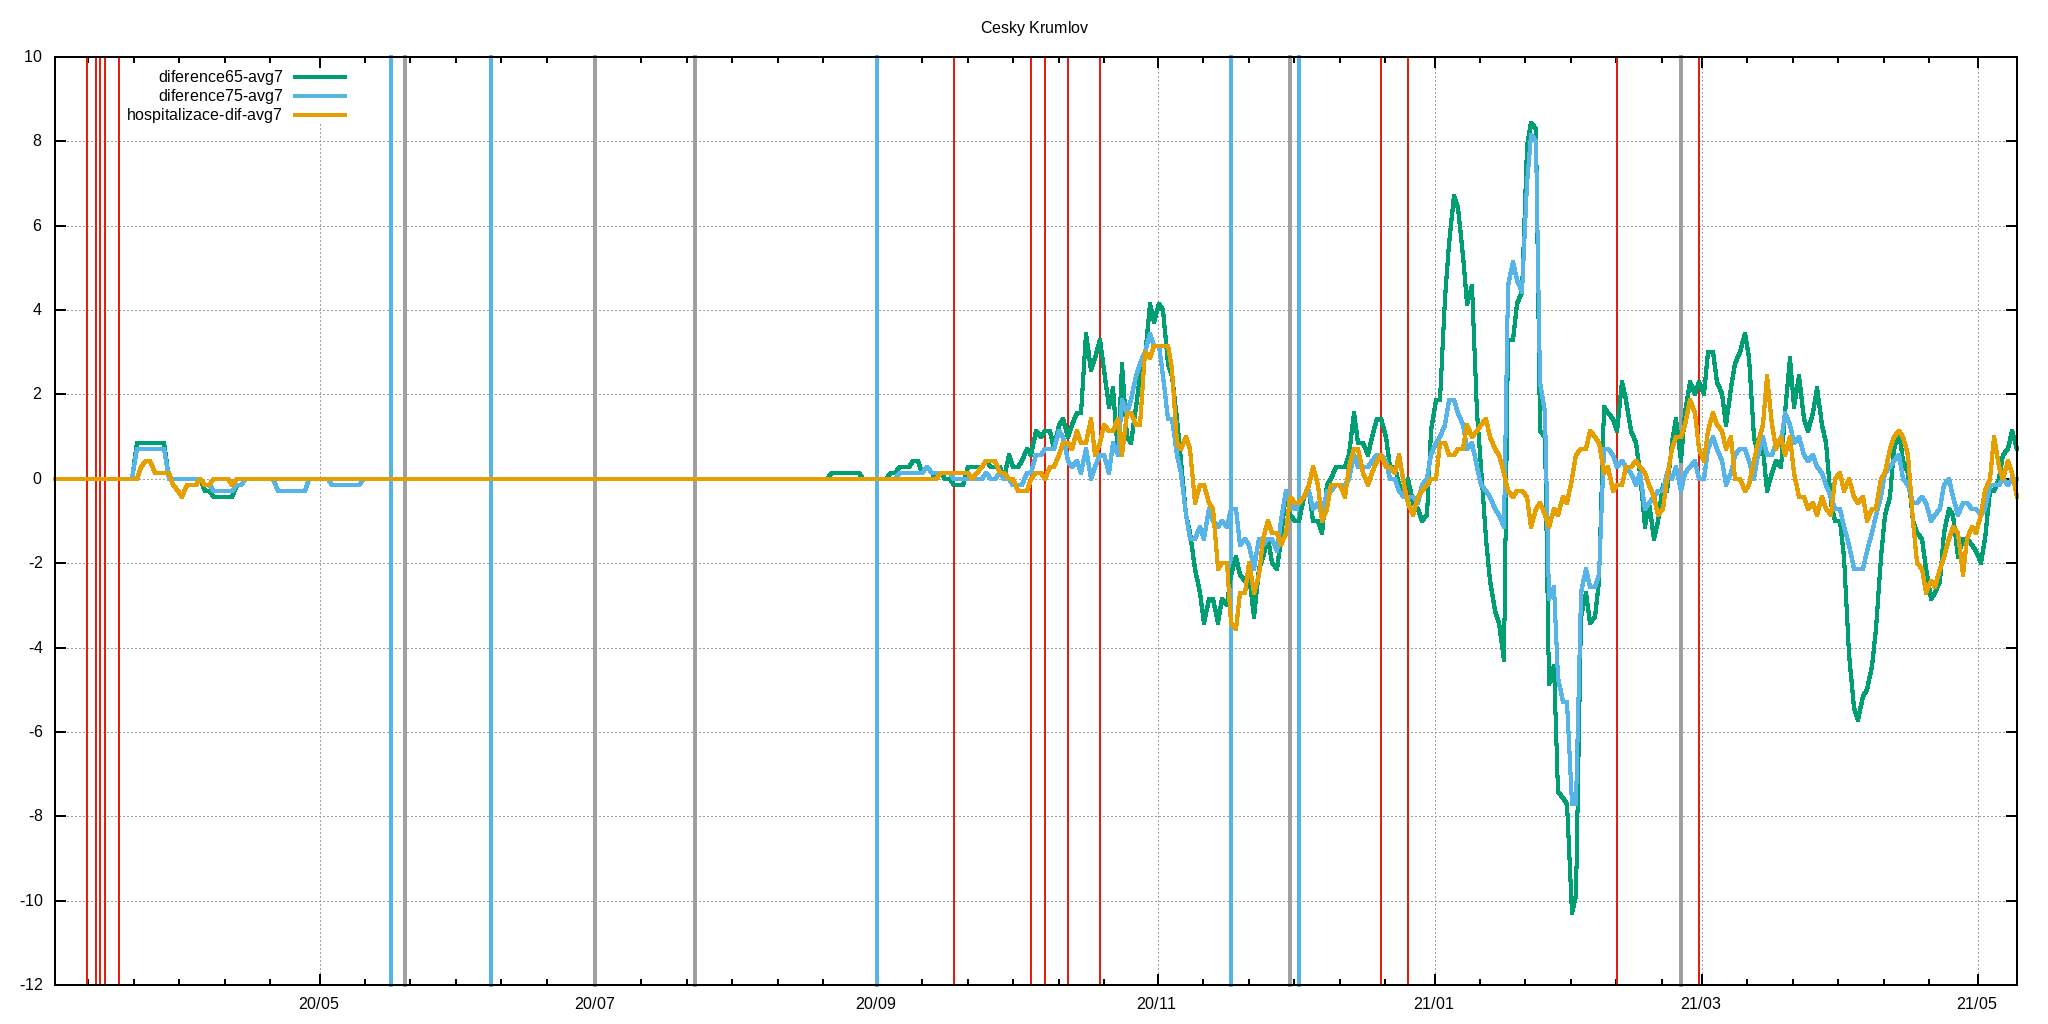 Cesky Krumlov
diference65-avg7
diference75-avg7
hospitalizace-dif-avg7
10
8
6
4
2
0
-2
-4
-6
-8
-10
-12
20/05 20/07 20/09 20/11 21/01 21/03 21/05